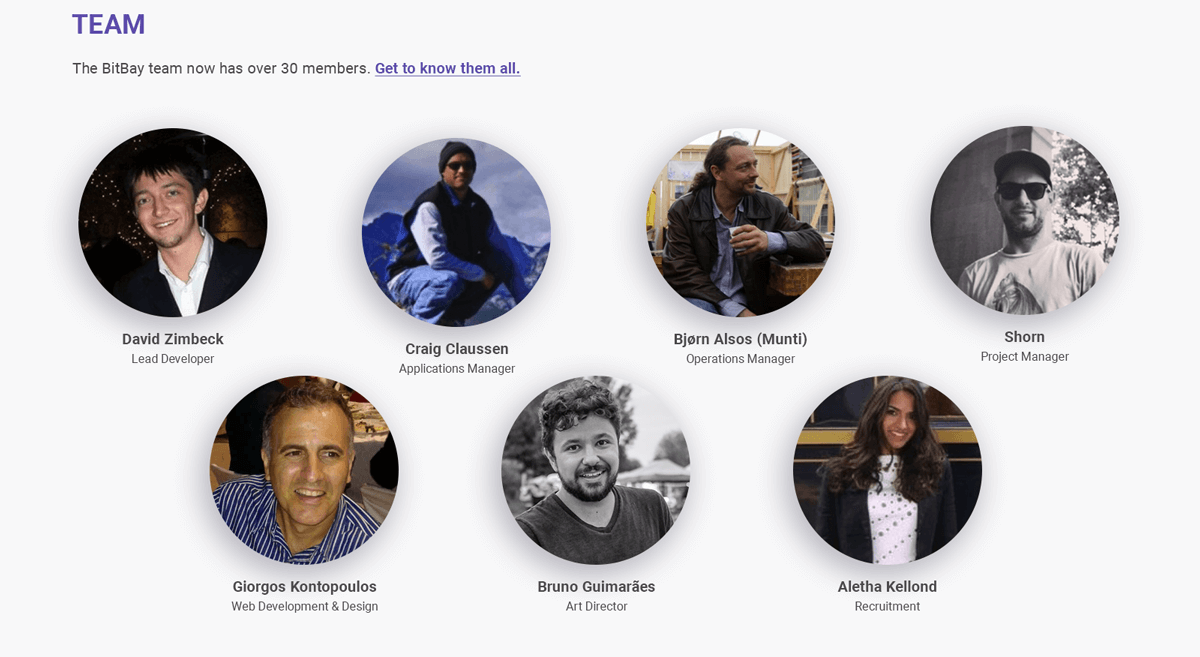 TEAM
The BitBay team now has over 30 members. Get to know them all.
David Zimbeck
Lead Developer
Craig Claussen
Applications Manager
Bjørn Alsos (Munti)
Operations Manager
Shorn
Project Manager
Giorgos Kontopoulos
Web Development & Design
Bruno Guimarães
Art Director
Aletha Kellond
Recruitment